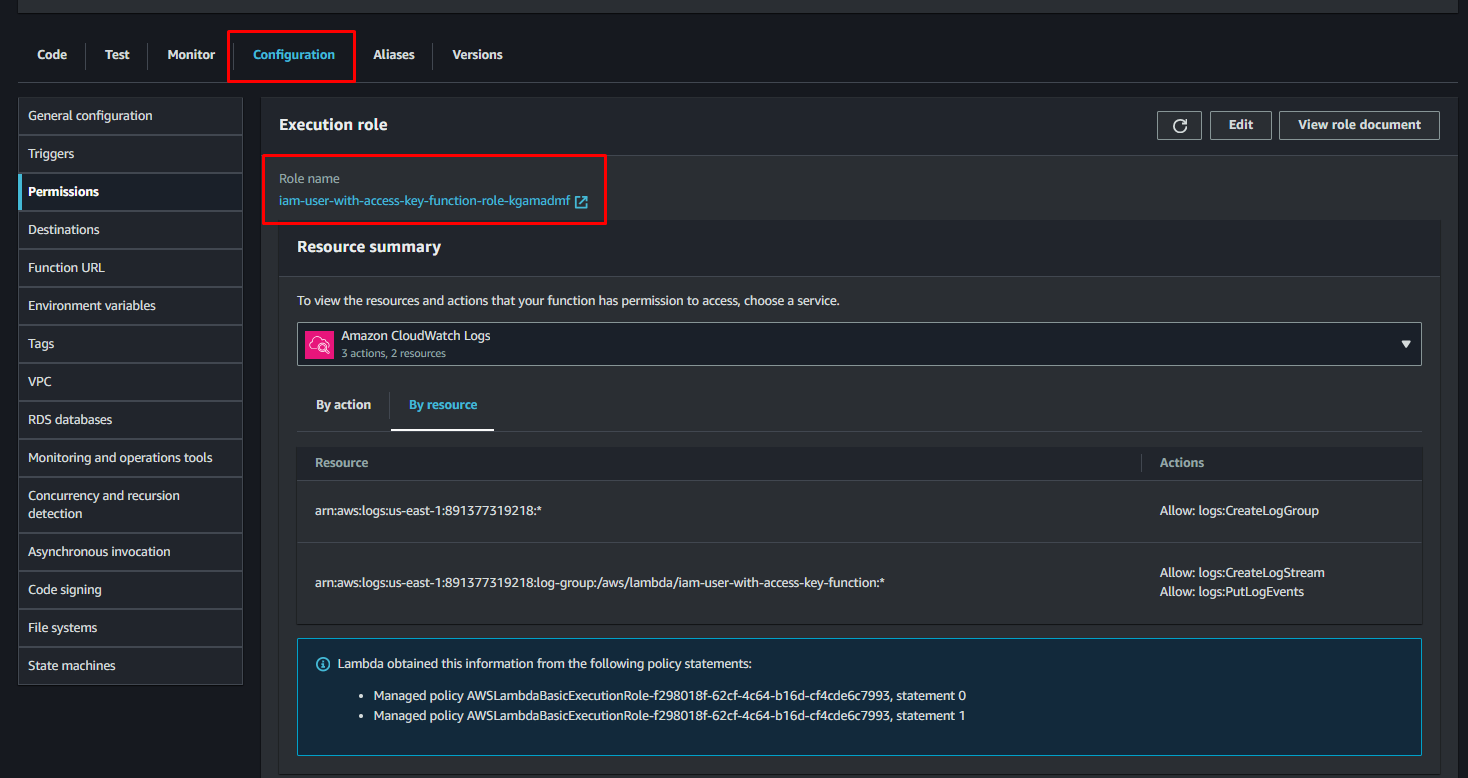 Code
Test
Monitor
Configuration
Aliases
Versions
General configuration
Triggers
Permissions
Destinations
Function URL
Environment variables
Tags
VPC
RDS databases
Monitoring and operations tools
Concurrency and recursion
detection
Asynchronous invocation
Code signing
File systems
State machines
Execution role
Edit
View role document
Role name
iam-user-with-access-key-function-role-kgamadmf
Resource summary
To view the resources and actions that your function has permission to access, choose a service.
Amazon CloudWatch Logs
3 actions, 2 resources
By action
By resource
Resource
Actions
arn:aws:logs:us-east-1:891377319218:*
Allow: logs:CreateLogGroup
arn:aws:logs:us-east-1:891377319218:log-group:/aws/lambda/iam-user-with-access-key-function:*
Allow: logs:CreateLogStream
Allow: logs:PutLogEvents
Lambda obtained this information from the following policy statements:
• Managed policy AWSLambdaBasicExecutionRole-f298018f-62cf-4c64-b16d-cf4cde6c7993, statement 0
• Managed policy AWSLambdaBasicExecutionRole-f298018f-62cf-4c64-b16d-cf4cde6c7993, statement 1